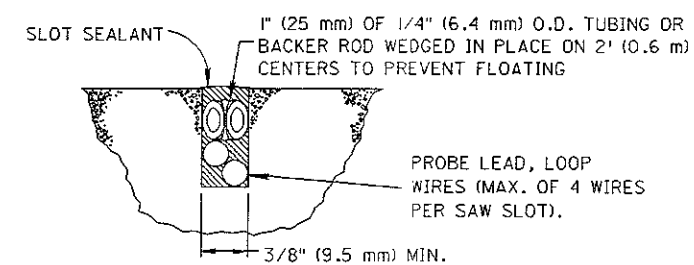 SLOT SEALANT
1" (25 mm) OF 1/4" (6.4 mm) O.D. TUBING OR
BACKER ROD WEDGED IN PLACE ON 2' (0.6 m)
CENTERS TO PREVENT FLOATING
PROBE LEAD, LOOP
WIRES (MAX. OF 4 WIRES
PER SAW SLOT).
3/8" (9.5 mm) MIN.